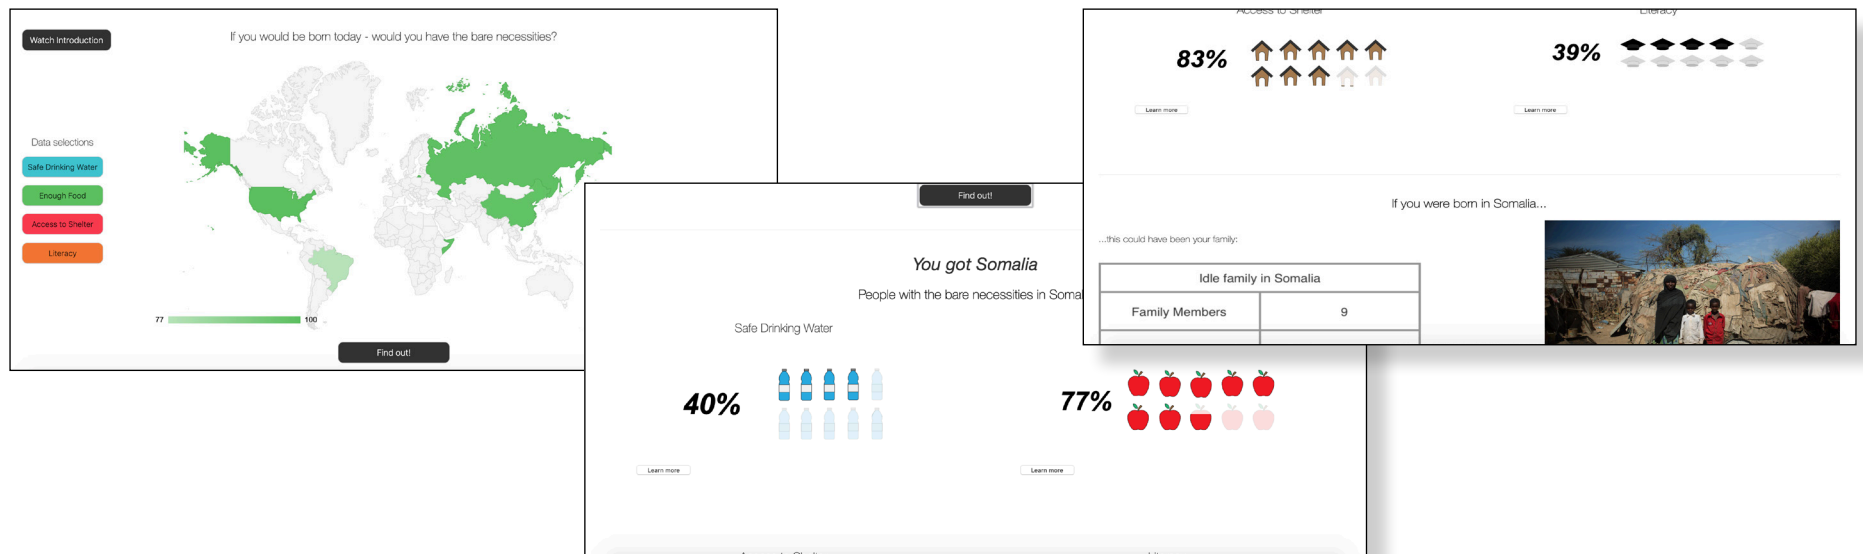 Watch Introduction
If you would be born today - would you have the bare necessities?
Data selections
Safe Drinking Water
Enough Food
Access to Shelter
Literacy
77
100
Find out!
Find out!
You got Somalia
People with the bare necessities in Somal
Safe Drinking Water
40%
77%
Learn more
Learn more
Access to Shelter
Literacy
83%
39%
Learn more
Learn more
If you were born in Somalia...
...this could have been your family:
Idle family in Somalia
Family Members
9